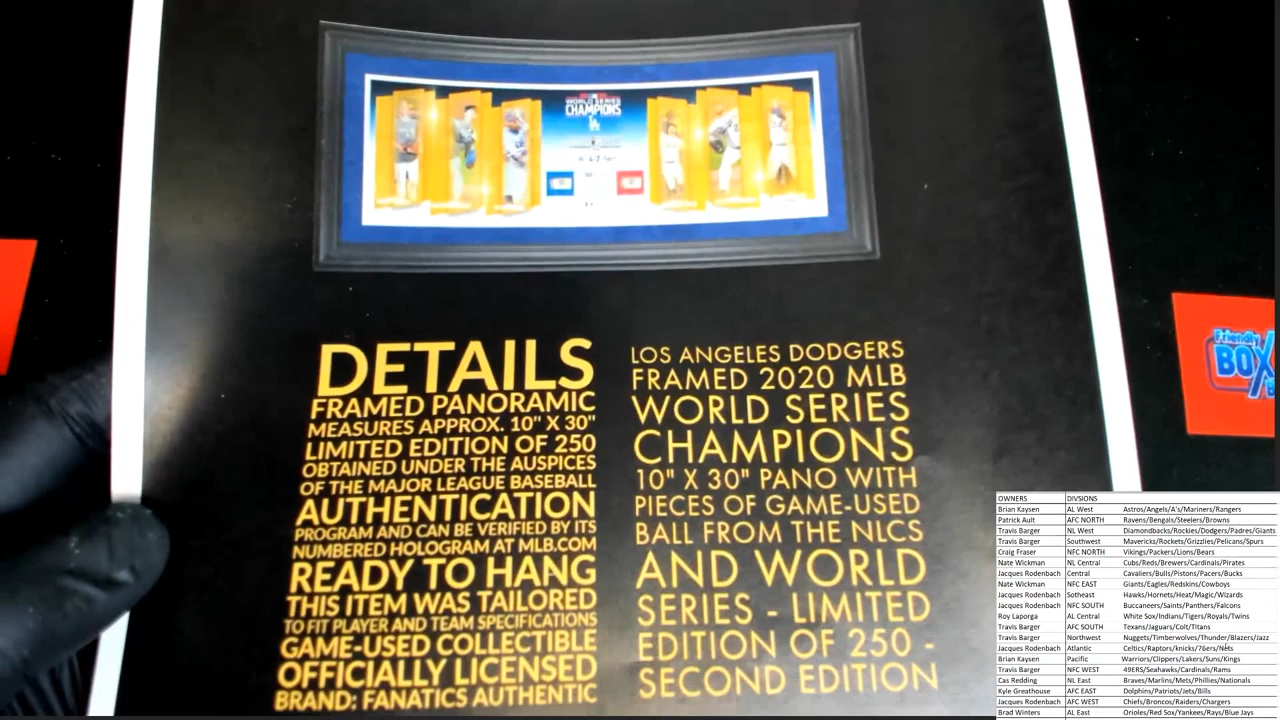 WORLD SERIES
CHAMPIONS
LA
DETAILS
FRAMED PANORAMIC
MEASURES APPROX. 10" X 30"
LIMITED EDITION OF 250
OBTAINED UNDER THE AUSPICES
OF THE MAJOR LEAGUE BASEBALL
AUTHENTICATION
PROGRAM AND CAN BE VERIFIED BY ITS
NUMBERED HOLOGRAM AT MLB.COM
READY TO HANG
THIS ITEM WAS TAILORED
TO FIT PLAYER AND TEAM SPECIFICATIONS
GAME-USED COLLECTIBLE
OFFICIALLY LICENSED
BRAND: FANATICS AUTHENTIC
LOS ANGELES DODGERS
FRAMED 2020 MLB
WORLD SERIES
CHAMPIONS
10" X 30" PANO WITH
PIECES OF GAME-USED
BALL FROM THE NLCS
AND WORLD
SERIES - LIMITED
EDITION OF 250 -
SECOND EDITION
Friendly
BOX
OWNERS DIVSIONS
Brian Kaysen AL West Astros/Angels/A's/Mariners/Rangers
Patrick Ault AFC NORTH Ravens/Bengals/Steelers/Browns
Travis Barger NL West Diamondbacks/Rockies/Dodgers/Padres/Giants
Travis Barger Southwest Mavericks/Rockets/Grizzlies/Pelicans/Spurs
Craig Fraser NFC NORTH Vikings/Packers/Lions/Bears
Nate Wickman NL Central Cubs/Reds/Brewers/Cardinals/Pirates
Jacques Rodenbach Central Cavaliers/Bulls/Pistons/Pacers/Bucks
Nate Wickman NFC EAST Giants/Eagles/Redskins/Cowboys
Jacques Rodenbach Sotheast Hawks/Hornets/Heat/Magic/Wizards
Jacques Rodenbach NFC SOUTH Buccaneers/Saints/Panthers/Falcons
Roy Laporga AL Central White Sox/Indians/Tigers/Royals/Twins
Travis Barger AFC SOUTH Texans/Jaguars/Colt/Titans
Travis Barger Northwest Nuggets/Timberwolves/Thunder/Blazers/Jazz
Jacques Rodenbach Atlantic Celtics/Raptors/knicks/76ers/Nets
Brian Kaysen Pacific Warriors/Clippers/Lakers/Suns/Kings
Travis Barger NFC WEST 49ERS/Seahawks/Cardinals/Rams
Cas Redding NL East Braves/Marlins/Mets/Phillies/Nationals
Kyle Greathouse AFC EAST Dolphins/Patriots/Jets/Bills
Jacques Rodenbach AFC WEST Chiefs/Broncos/Raiders/Chargers
Brad Winters AL East Orioles/Red Sox/Yankees/Rays/Blue Jays